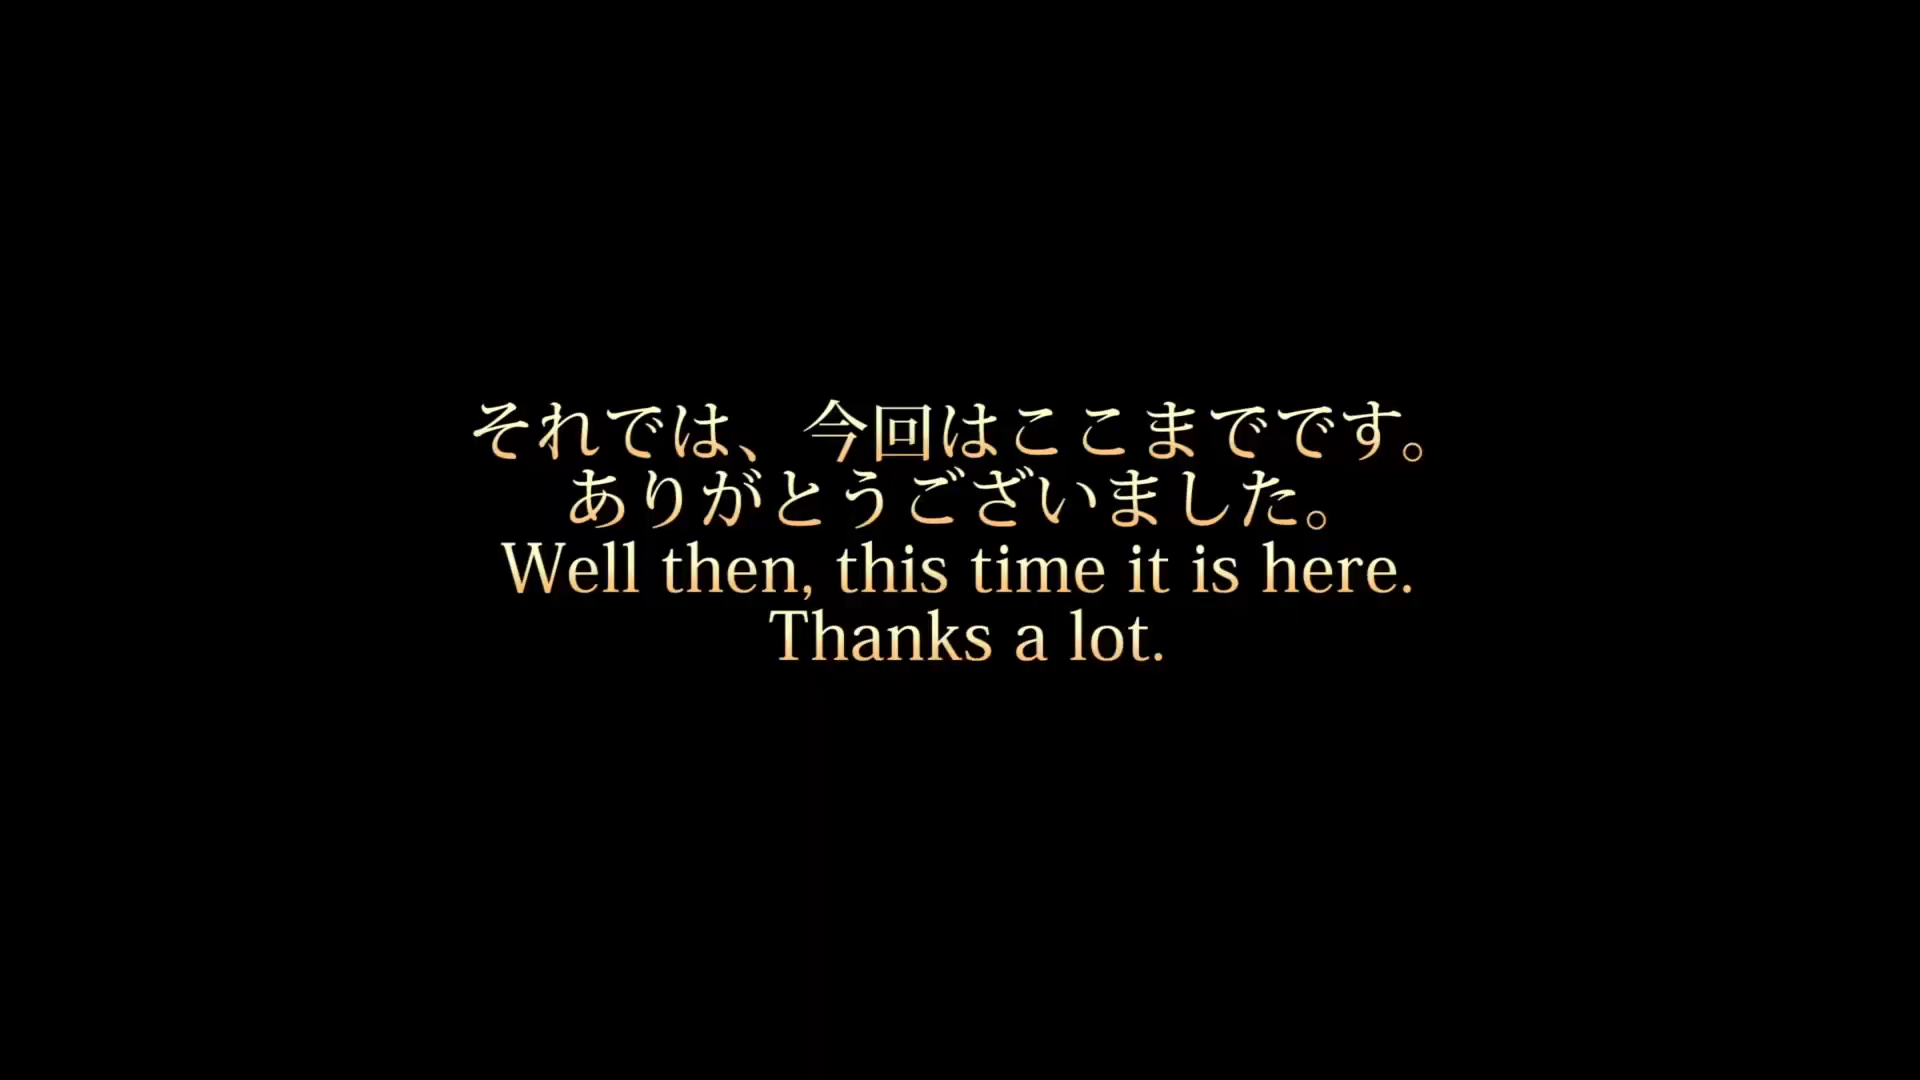 それでは、今回はここまでです。
ありがとうございました。
Well then, this time it is here.
Thanks a lot.